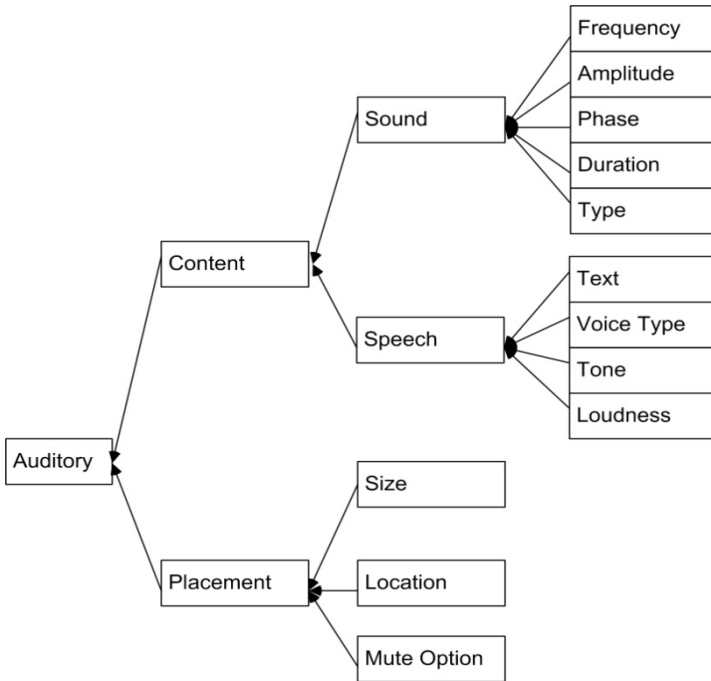 Frequency
Amplitude
Sound
Phase
Duration
Type
Content
Text
Voice Type
Speech
Tone
Loudness
Auditory
Size
Placement
Location
Mute Option